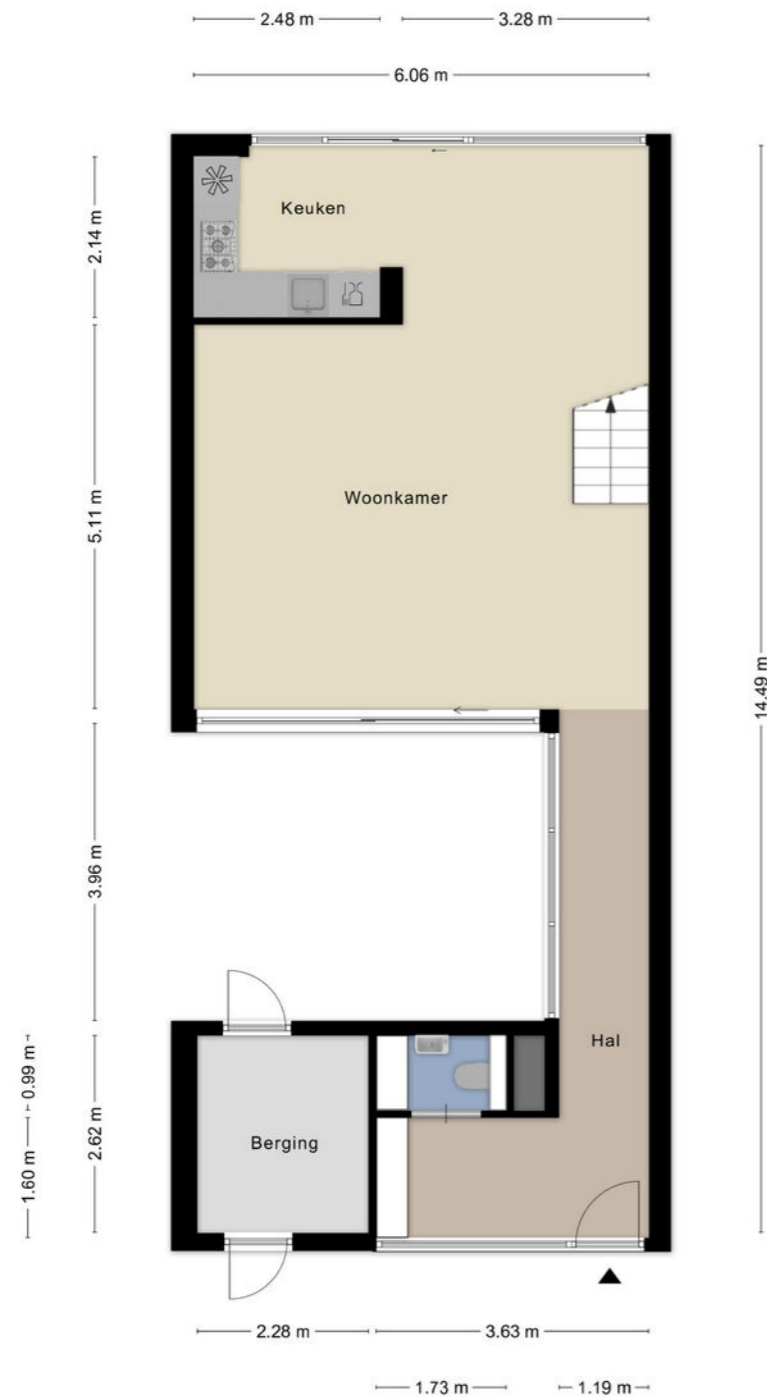 2.48 m
3.28 m
6.06 m
Keuken
2.14 m
5.11 m
Woonkamer
14.49 m
3.96 m
Hal
0.99 m
2.62 m
1.60 m
Berging
2.28 m
3.63 m
1.73 m
1.19 m